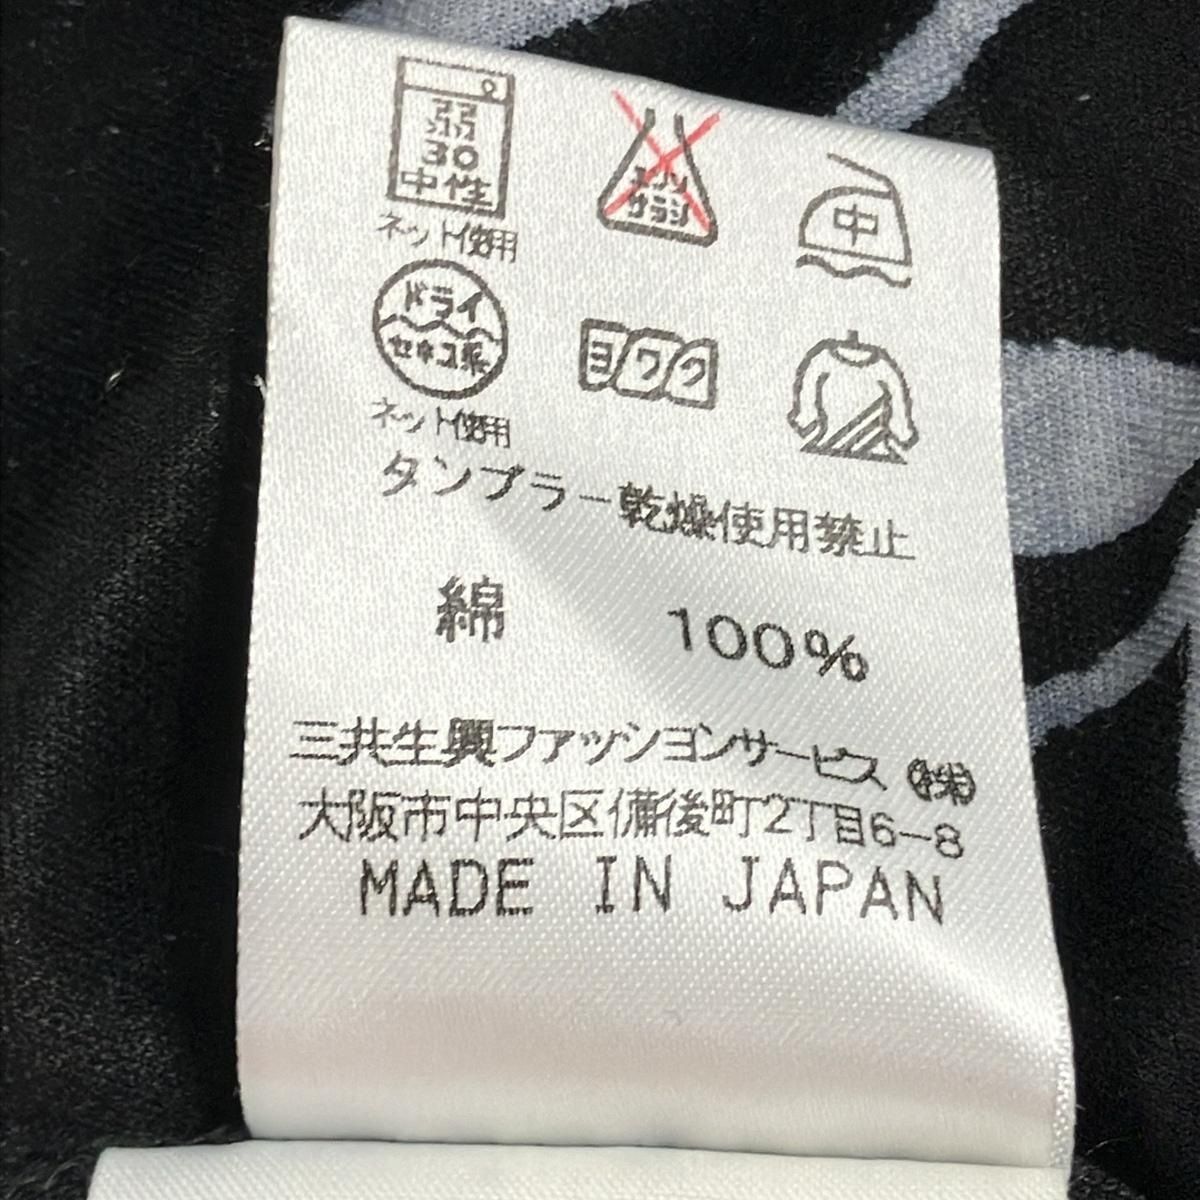 弱
30
中性
ネット使用
エンソ
サラシ
中
ドライ
セキユ系
ネット使用
ヨワク
タンブラー乾燥使用禁止
綿 100%
三共生興ファッションサービス ㈱
大阪市中央区備後町2丁目6-8
MADE IN JAPAN